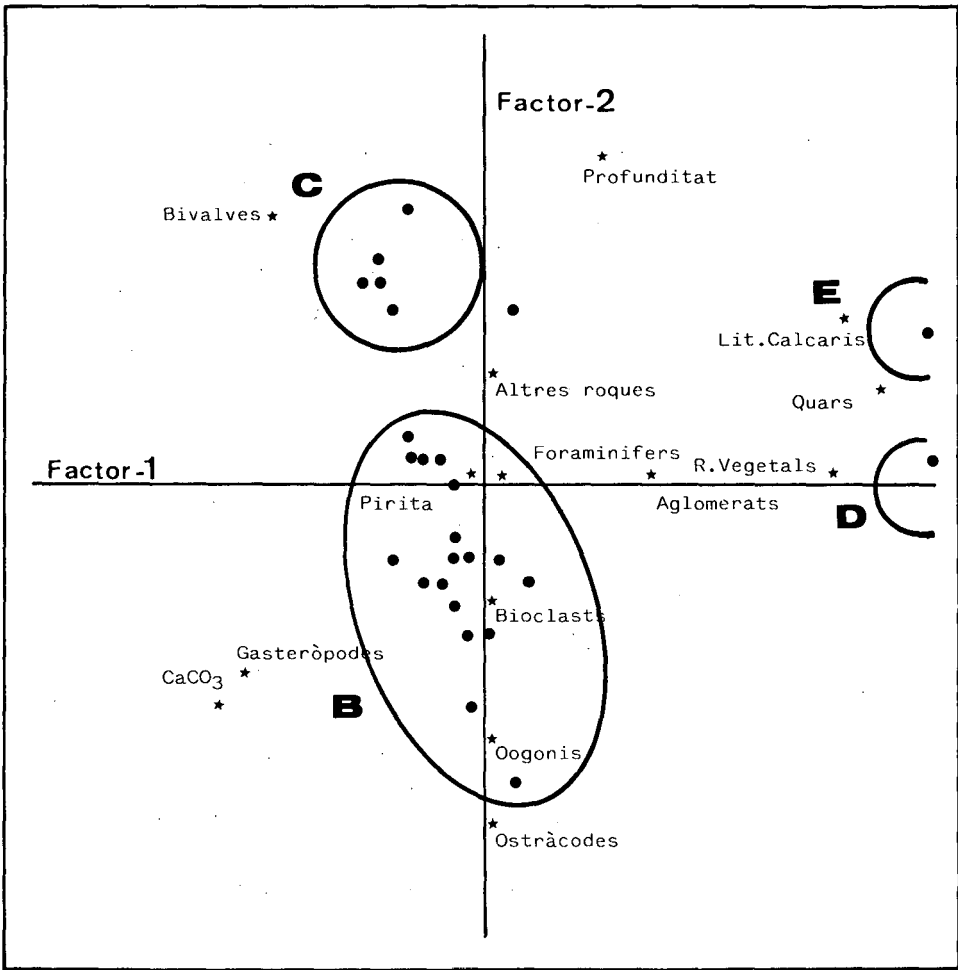 Factor-2
Profunditat
C
Bivalves
E
Lit.Calcaris
Altres roques
Quars
Factor-1
Foraminifers
R.Vegetals
Pirita
Aglomerats
D
Bioclasts
Gasteròpodes
CaCO3
B
Oogonis
Ostràcodes